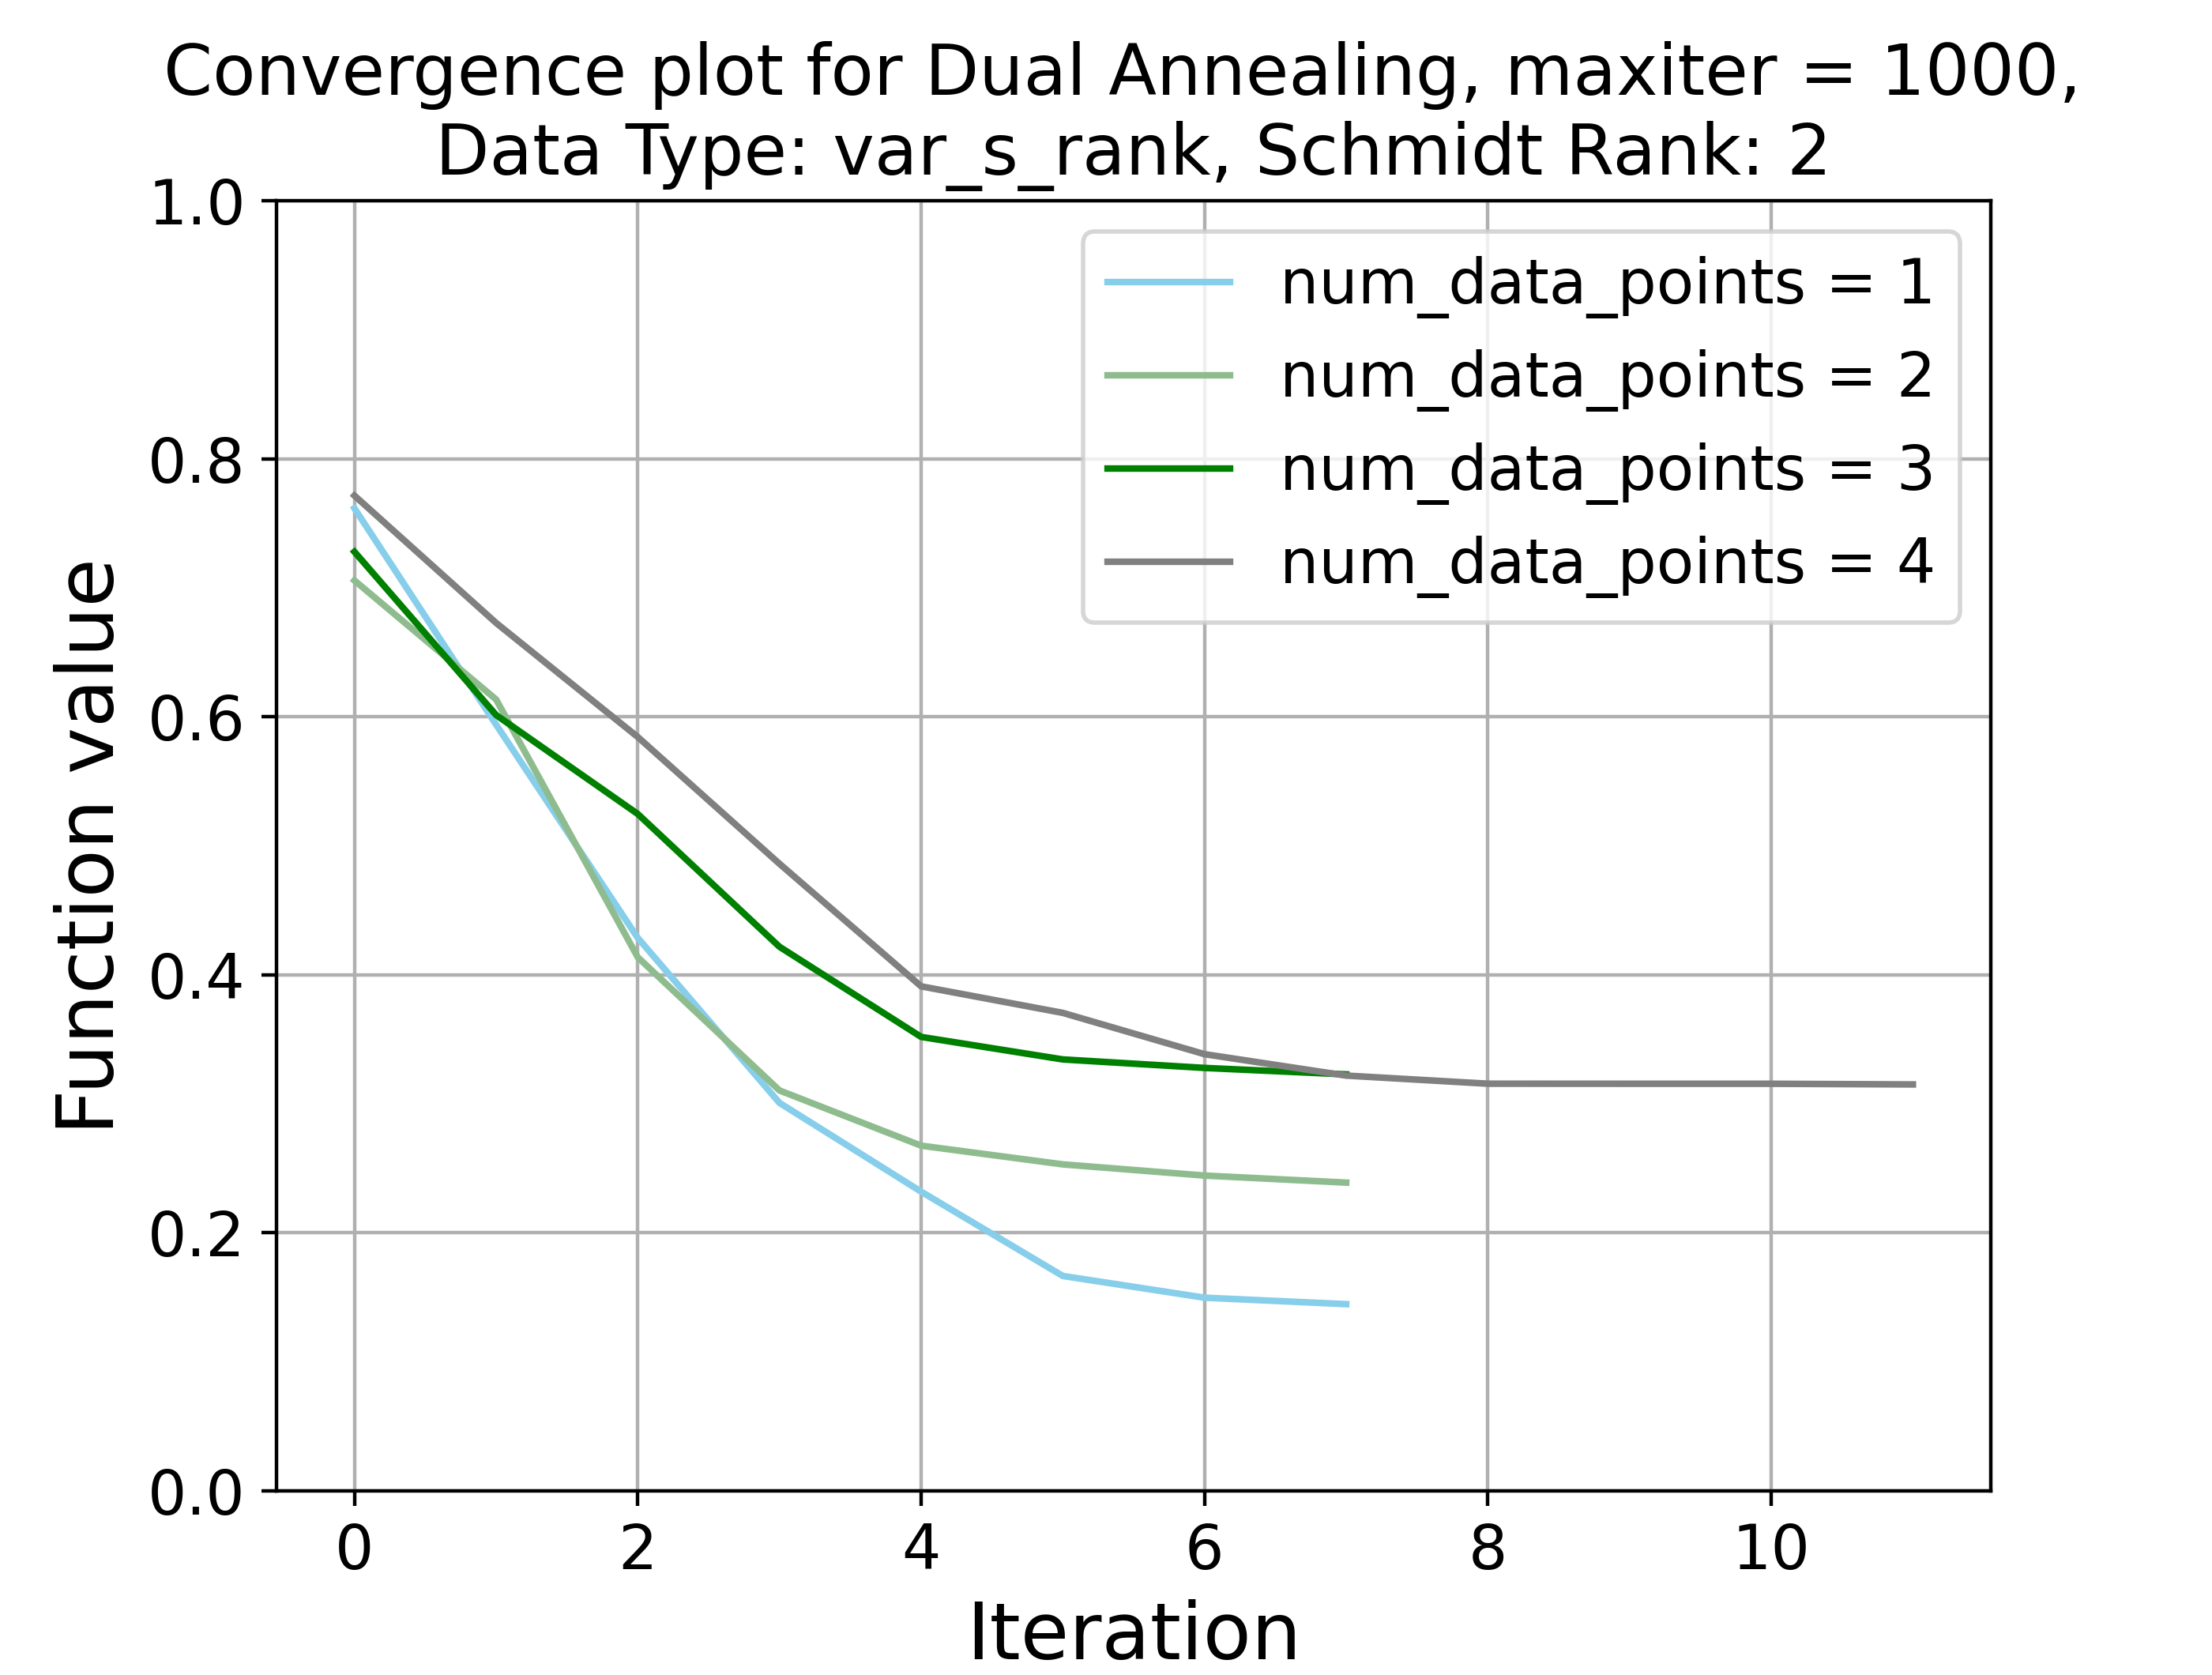 Convergence plot for Dual Annealing, maxiter = 1000,
Data Type: var_s_rank, Schmidt Rank: 2
1.0
0.8
0.6
0.4
0.2
0.0
Function value
num_data_points = 1
num_data_points = 2
num_data_points = 3
num_data_points = 4
0 2 4 6 8 10
Iteration